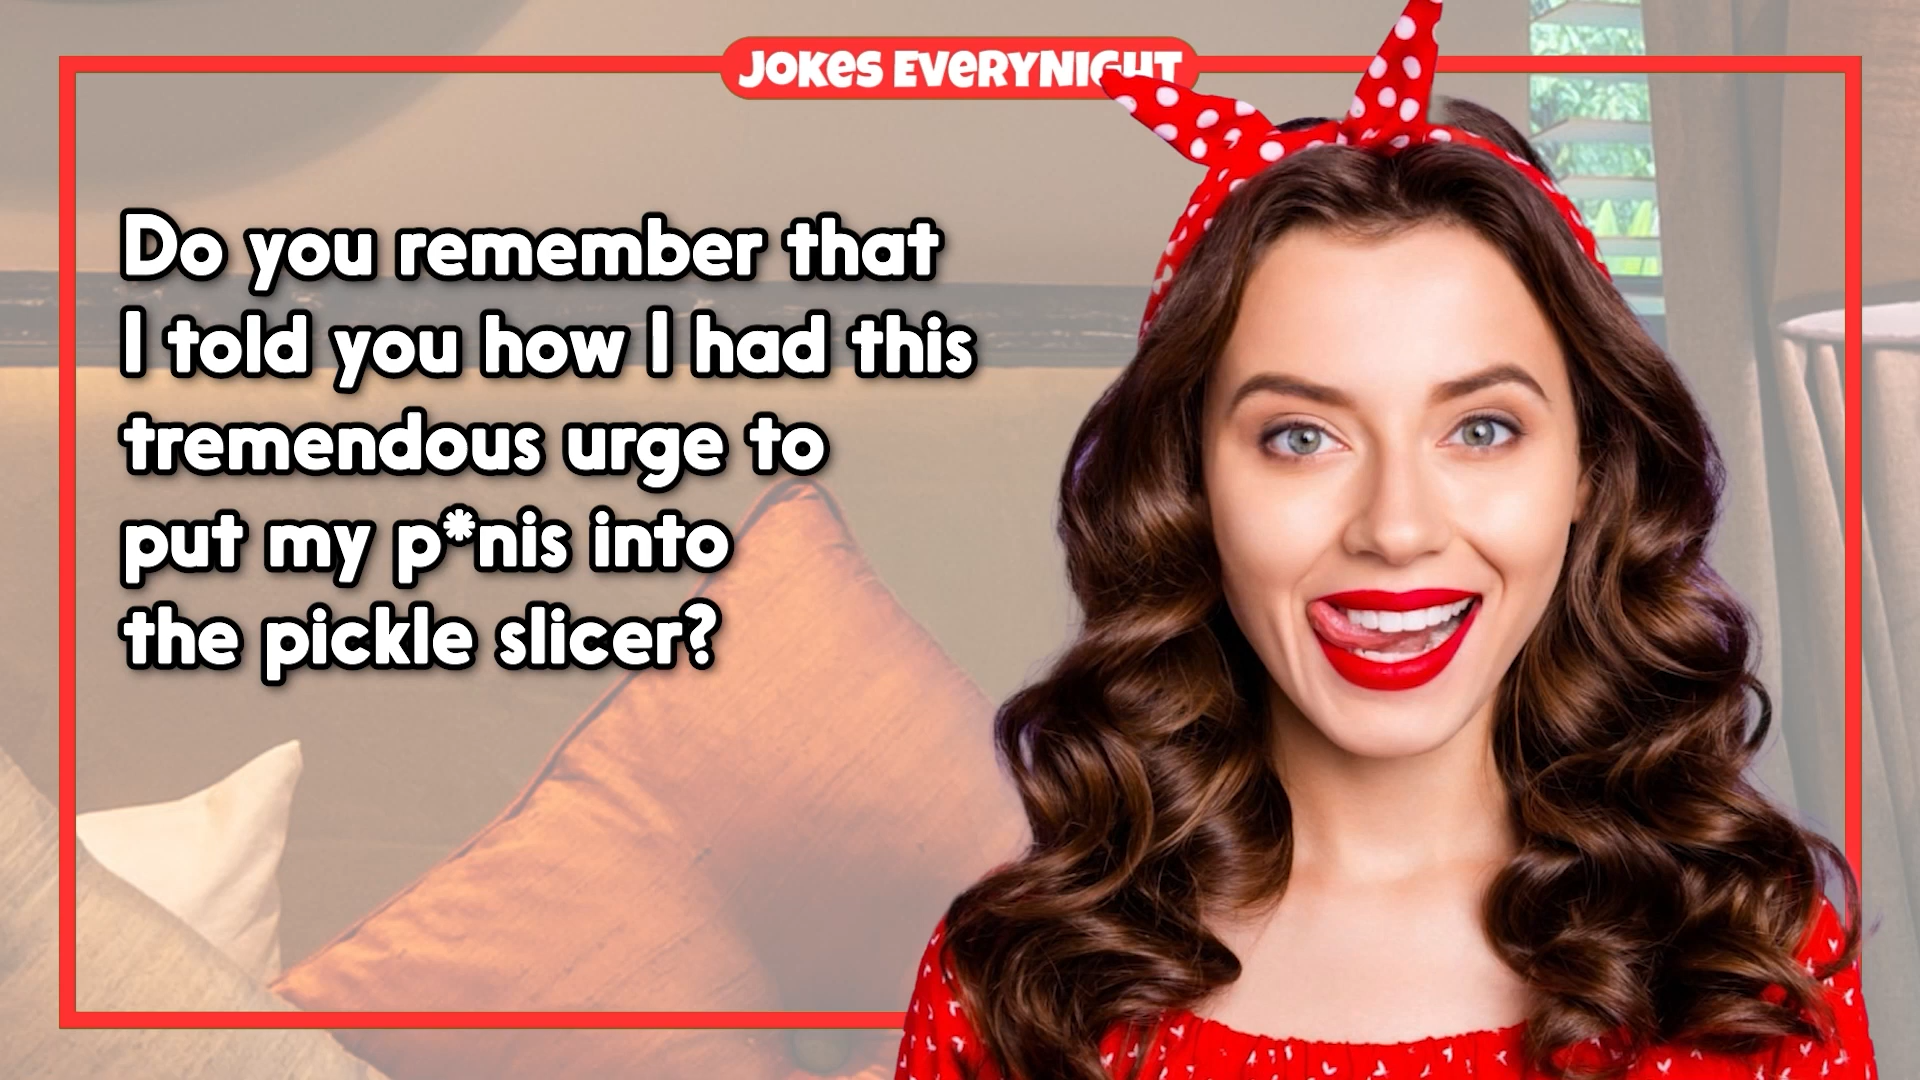 JOKES EVERYNIGHT
Do you remember that
I told you how I had this
tremendous urge to
put my p*nis into
the pickle slicer?